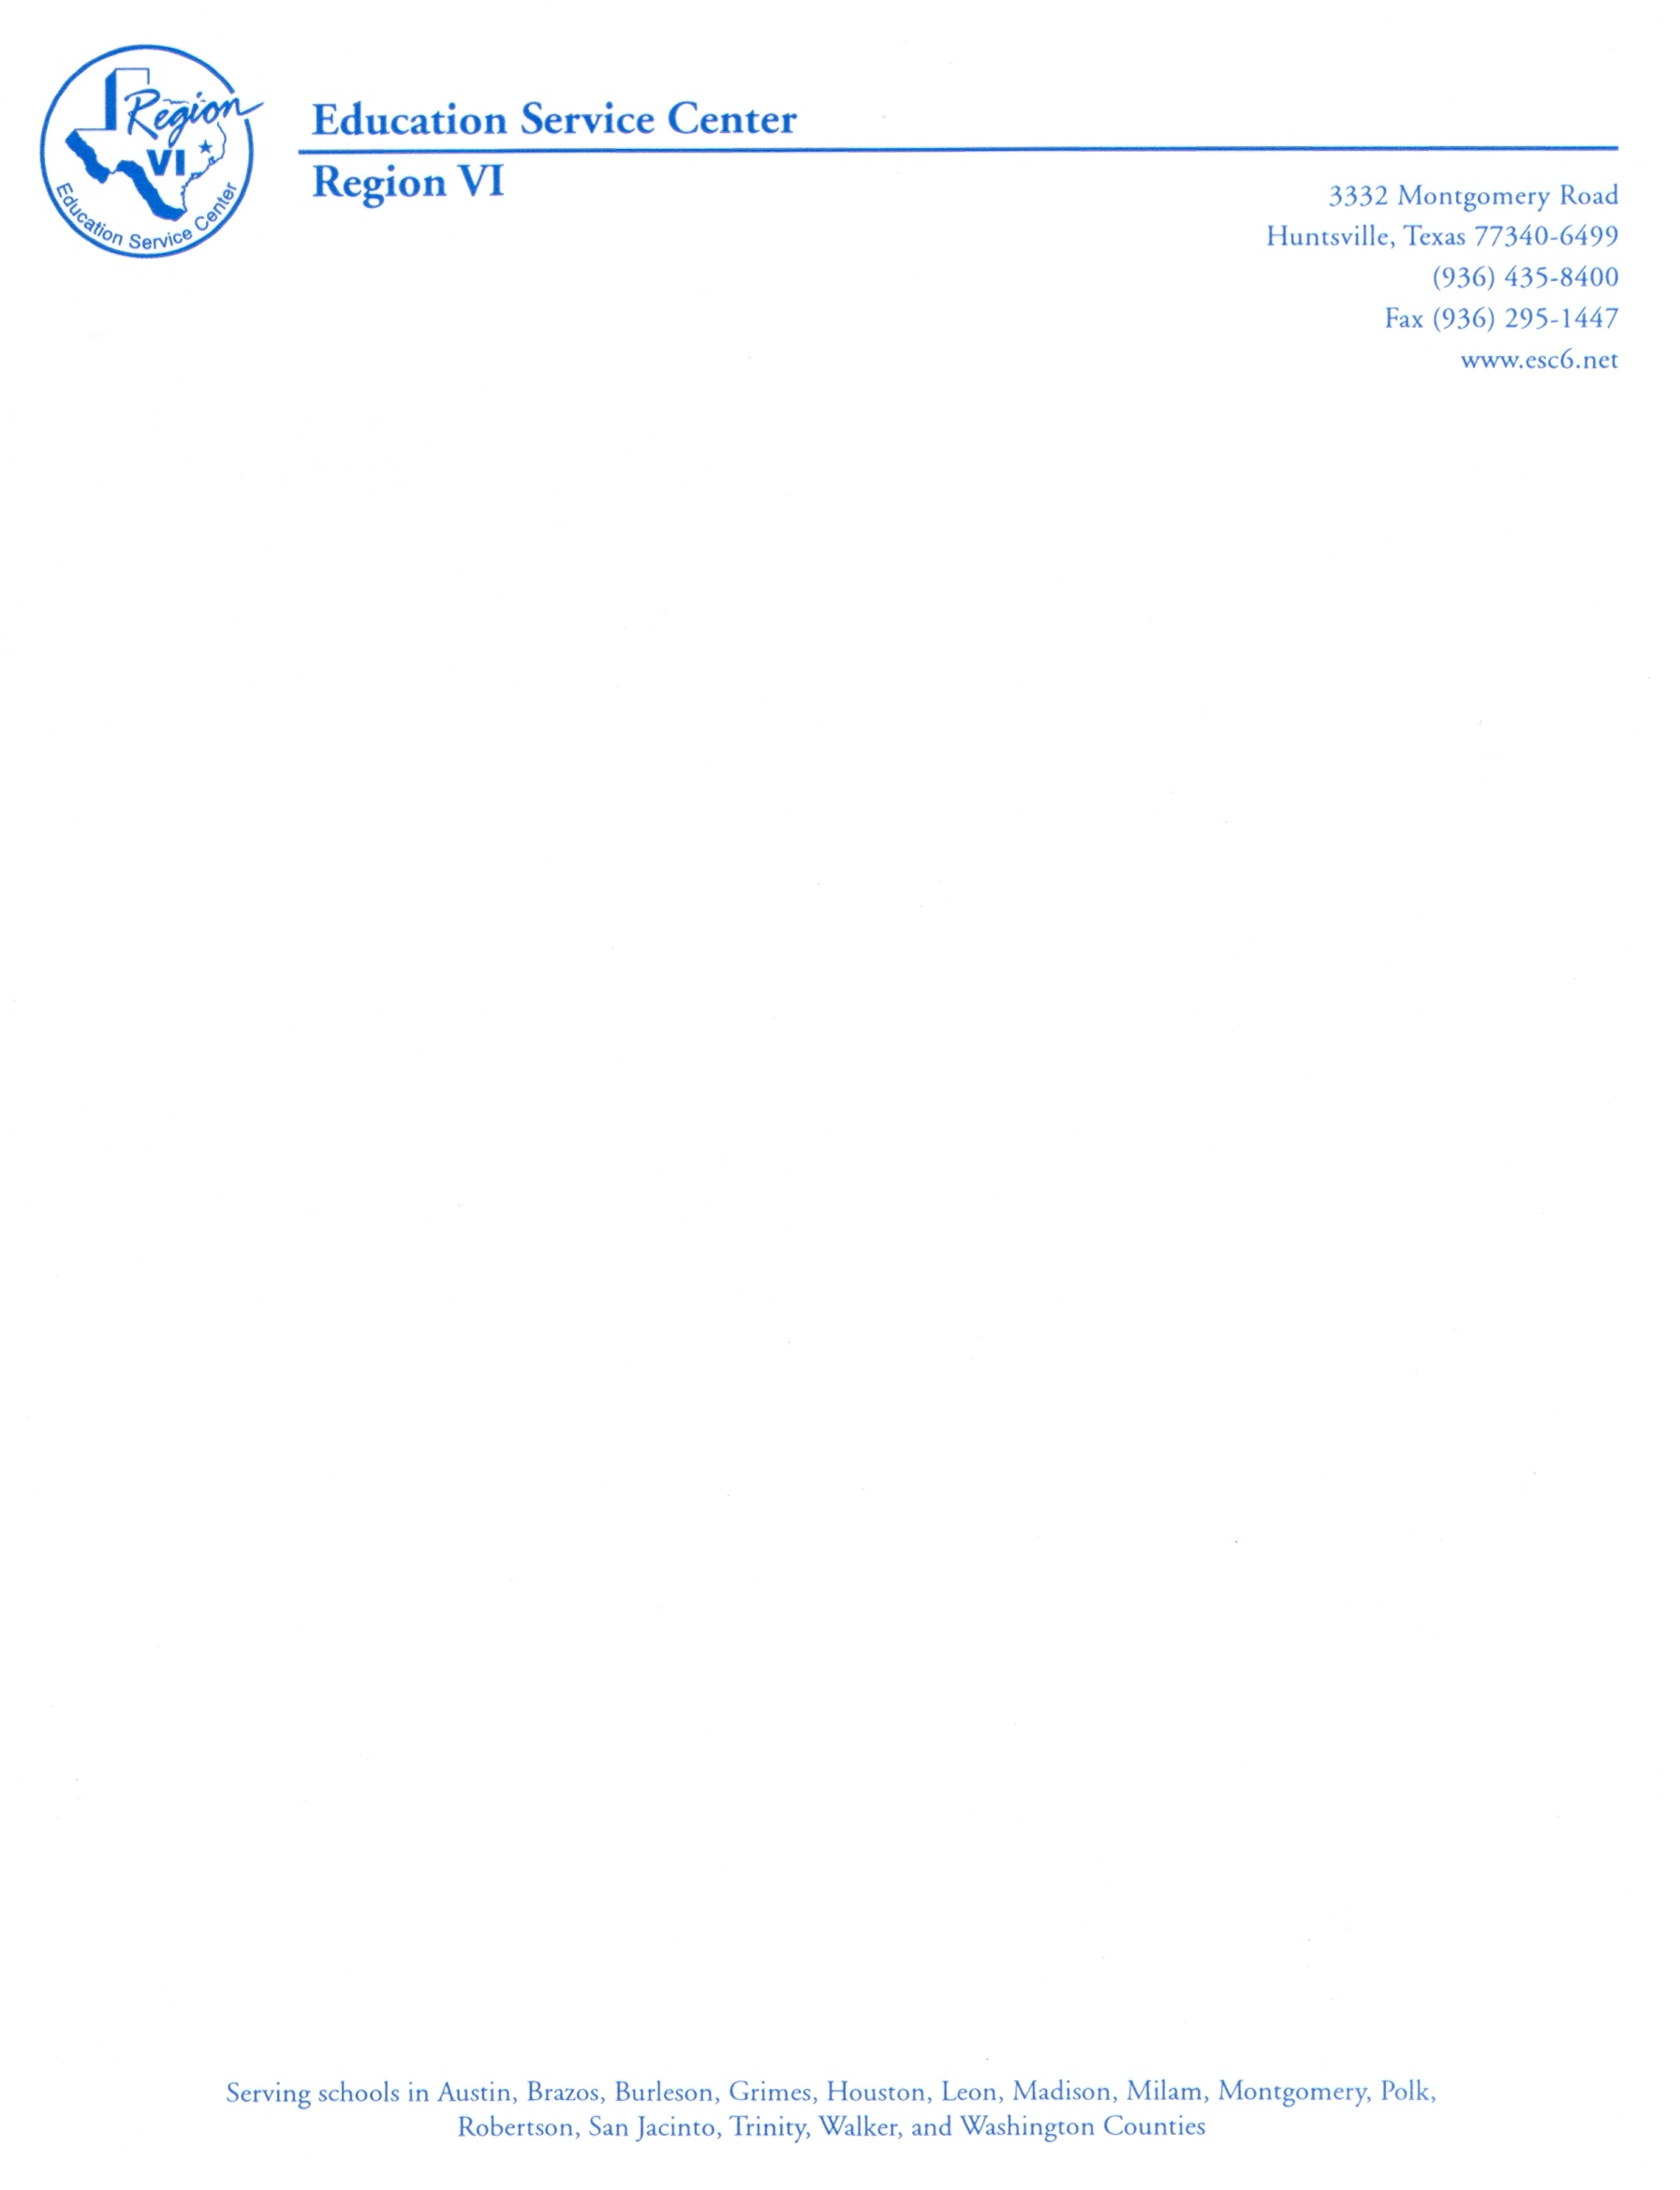 Region
VI
Education Service Center
Education Service Center
Region VI
3332 Montgomery Road
Huntsville, Texas 77340-6499
(936) 435-8400
Fax (936) 295-1447
www.esc6.net
Serving schools in Austin, Brazos, Burleson, Grimes, Houston, Leon, Madison, Milam, Montgomery, Polk,
Robertson, San Jacinto, Trinity, Walker, and Washington Counties